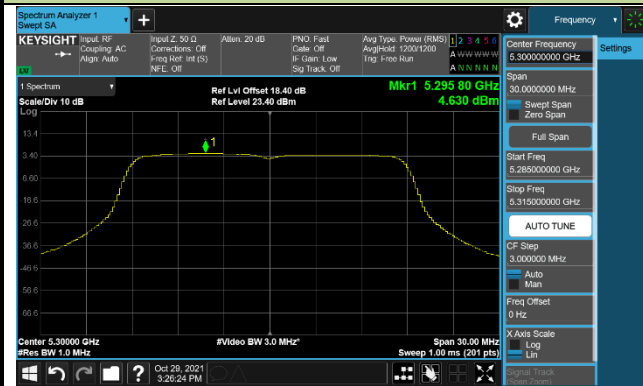 Spectrum Analyzer 1
Swept SA
Frequency
KEYSIGHT
Input: RF
Coupling: AC
Align: Auto
Input Z: 50 Ω
Corrections: Off
Freq Ref: Int (S)
NFE: Off
Atten: 20 dB
PNO: Fast
Gate: Off
IF Gain: Low
Sig Track: Off
Avg Type: Power (RMS)
Avg|Hold: 1200/1200
Trig: Free Run
1 2 3 4 5 6
A W W W W W
A N N N N N
1 Spectrum
Scale/Div 10 dB
Log
Ref Lvl Offset 18.40 dB
Ref Level 23.40 dBm
Mkr1 5.295 80 GHz
4.630 dBm
1
13.4
3.40
-6.60
-16.6
-26.6
-36.6
-46.6
-56.6
-66.6
Center 5.30000 GHz
#Res BW 1.0 MHz
#Video BW 3.0 MHz*
Span 30.00 MHz
Sweep 1.00 ms (201 pts)
Center Frequency
5.300000000 GHz
Settings
Span
30.0000000 MHz
Swept Span
Zero Span
Full Span
Start Freq
5.285000000 GHz
Stop Freq
5.315000000 GHz
AUTO TUNE
CF Step
3.000000 MHz
Auto
Man
Freq Offset
0 Hz
X Axis Scale
Log
Lin
Signal Track
(Span Zoom)
Oct 29, 2021
3:26:24 PM